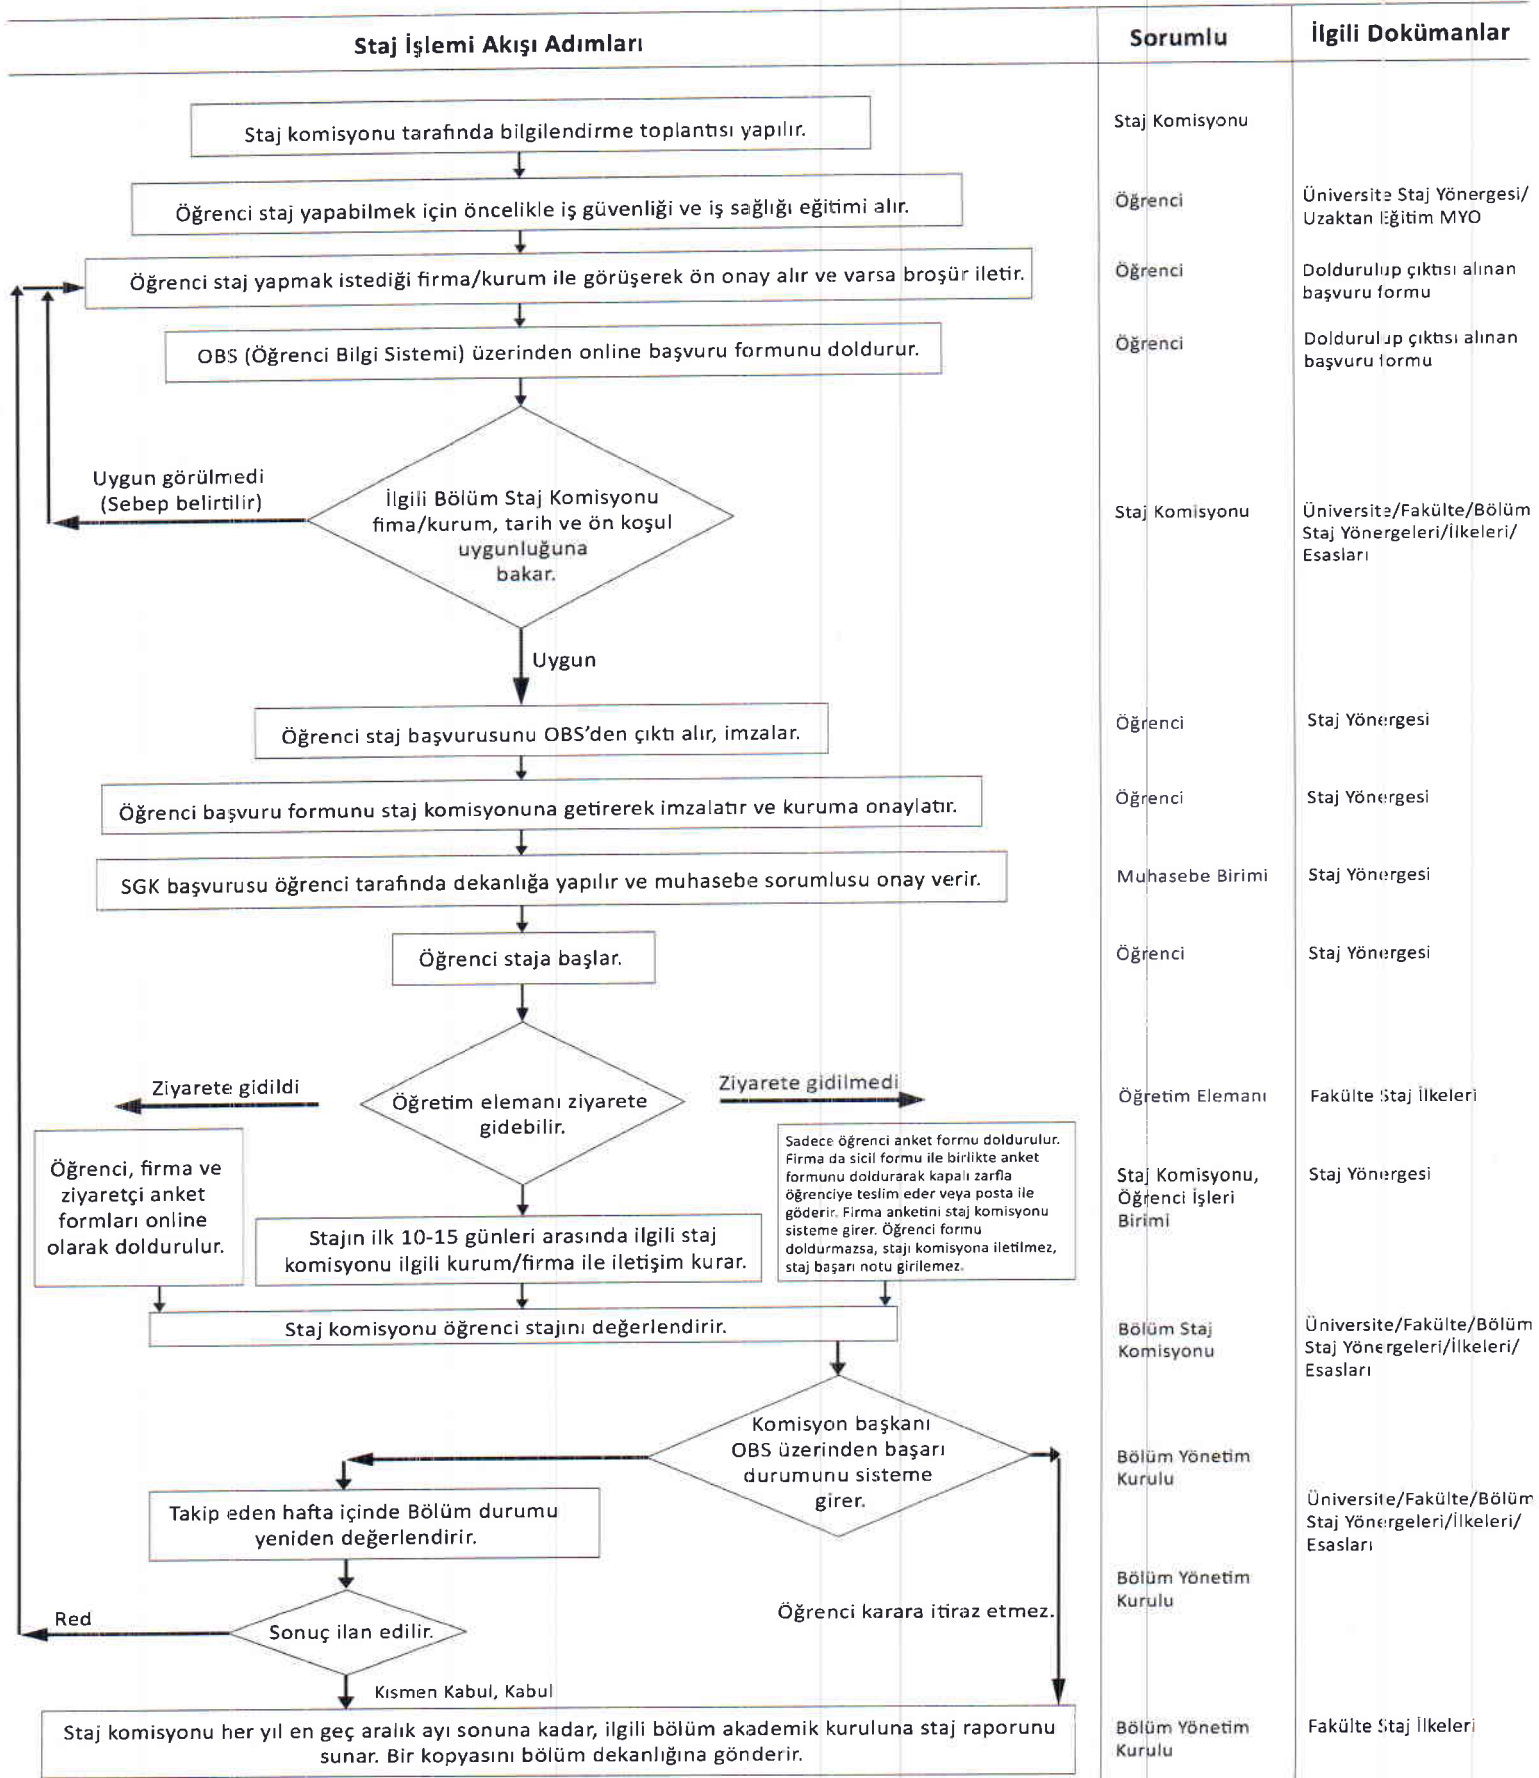 Staj İşlemi Akışı Adımları
Sorumlu
İlgili Dokümanlar
Staj komisyonu tarafında bilgilendirme toplantısı yapılır.
Staj Komisyonu
Öğrenci staj yapabilmek için öncelikle iş güvenliği ve iş sağlığı eğitimi alır.
Öğrenci
Üniversite Staj Yönergesi/
Uzaktan Eğitim MYO
Öğrenci staj yapmak istediği firma/kurum ile görüşerek ön onay alır ve varsa broşür iletir.
Öğrenci
Doldurulup çıktısı alınan
başvuru formu
OBS (Öğrenci Bilgi Sistemi) üzerinden online başvuru formunu doldurur.
Öğrenci
Doldurulup çıktısı alınan
başvuru formu
Uygun görülmedi
(Sebep belirtilir)
İlgili Bölüm Staj Komisyonu
fima/kurum, tarih ve ön koşul
uygunluğuna
bakar.
Staj Komisyonu
Üniversite/Fakülte/Bölüm
Staj Yönergeleri/İlkeleri/
Esasları
Uygun
Öğrenci staj başvurusunu OBS'den çıktı alır, imzalar.
Öğrenci
Staj Yönergesi
Öğrenci başvuru formunu staj komisyonuna getirerek imzalatır ve kuruma onaylatır.
Öğrenci
Staj Yönergesi
SGK başvurusu öğrenci tarafında dekanlığa yapılır ve muhasebe sorumlusu onay verir.
Muhasebe Birimi
Staj Yönergesi
Öğrenci staja başlar.
Öğrenci
Staj Yönergesi
Ziyarete gidildi
Öğretim elemanı ziyarete
gidebilir.
Ziyarete gidilmedi
Öğretim Elemanı
Fakülte Staj İlkeleri
Öğrenci, firma ve
ziyaretçi anket
formları online
olarak doldurulur.
Stajın ilk 10-15 günleri arasında ilgili staj
komisyonu ilgili kurum/firma ile iletişim kurar.
Sadece öğrenci anket formu doldurulur.
Firma da sicil formu ile birlikte anket
formunu doldurarak kapalı zarfla
öğrenciye teslim eder veya posta ile
göderir. Firma anketini staj komisyonu
sisteme girer. Öğrenci formu
doldurmazsa, stajı komisyona iletilmez,
staj başarı notu girilemez.
Staj Komisyonu,
Öğrenci İşleri
Birimi
Staj Yönergesi
Staj komisyonu öğrenci stajını değerlendirir.
Bölüm Staj
Komisyonu
Üniversite/Fakülte/Bölüm
Staj Yönergeleri/İlkeleri/
Esasları
Komisyon başkanı
OBS üzerinden başarı
durumunu sisteme
girer.
Bölüm Yönetim
Kurulu
Takip eden hafta içinde Bölüm durumu
yeniden değerlendirir.
Üniversite/Fakülte/Bölüm
Staj Yönergeleri/İlkeleri/
Esasları
Bölüm Yönetim
Kurulu
Öğrenci karara itiraz etmez.
Red
Sonuç ilan edilir.
Kısmen Kabul, Kabul
Staj komisyonu her yıl en geç aralık ayı sonuna kadar, ilgili bölüm akademik kuruluna staj raporunu
sunar. Bir kopyasını bölüm dekanlığına gönderir.
Bölüm Yönetim
Kurulu
Fakülte Staj İlkeleri